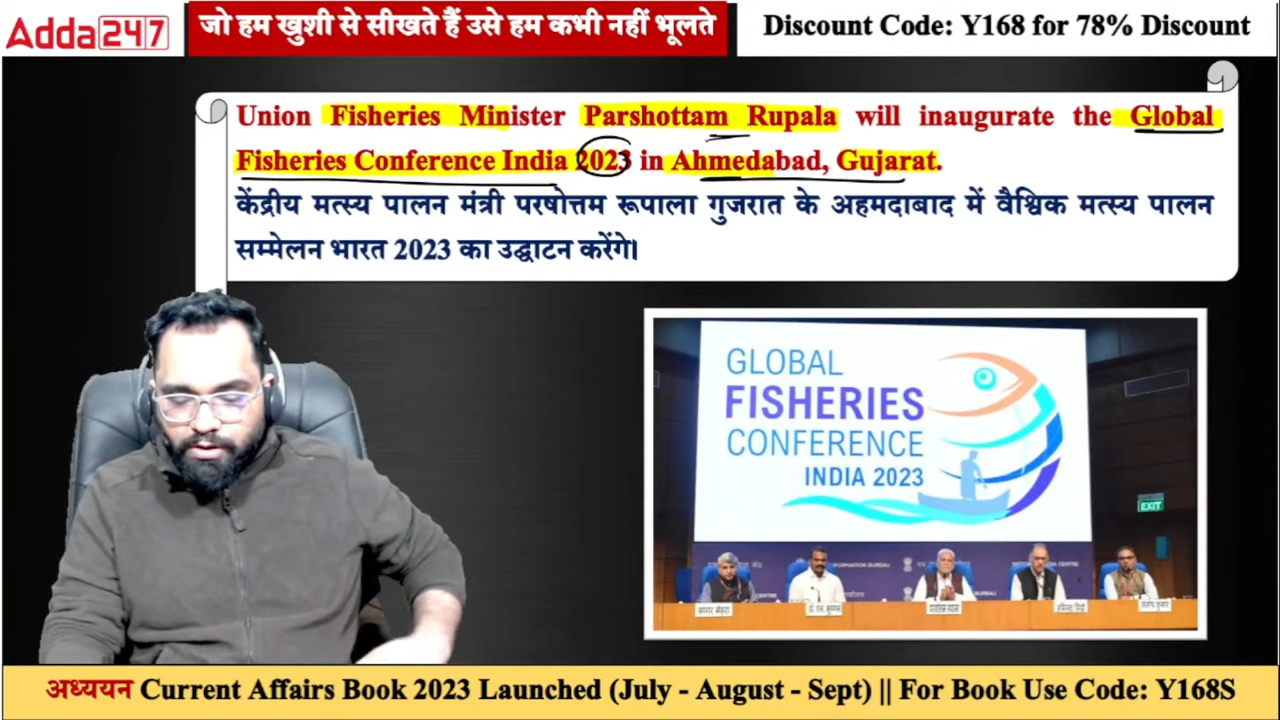 Adda247
जो हम खुशी से सीखते हैं उसे हम कभी नहीं भूलते
Discount Code: Y168 for 78% Discount
Union Fisheries Minister Parshottam Rupala will inaugurate the Global
Fisheries Conference India 2023 in Ahmedabad, Gujarat.
केंद्रीय मत्स्य पालन मंत्री परषोत्तम रूपाला गुजरात के अहमदाबाद में वैश्विक मत्स्य पालन
सम्मेलन भारत 2023 का उद्घाटन करेंगे।
GLOBAL
FISHERIES
CONFERENCE
INDIA 2023
EXIT
अध्ययन Current Affairs Book 2023 Launched (July - August - Sept) || For Book Use Code: Y168S